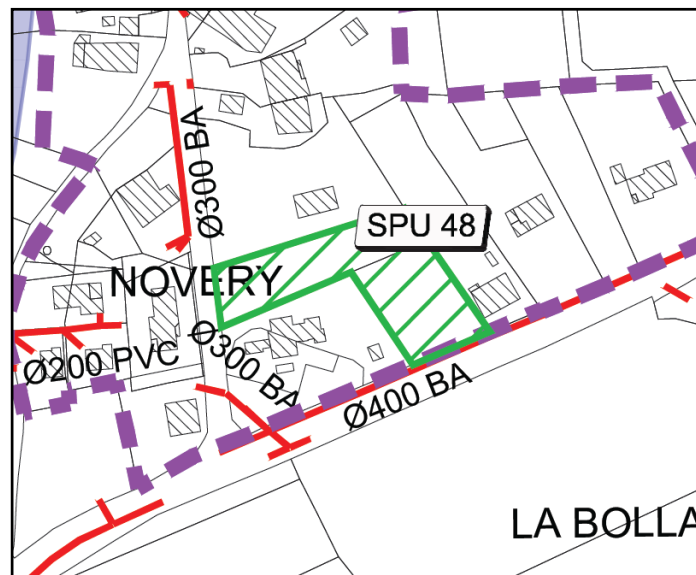 Ø300 BA
SPU 48
NOVERY
Ø300 BA
Ø200 PVC
Ø400 BA
LA BOLLA